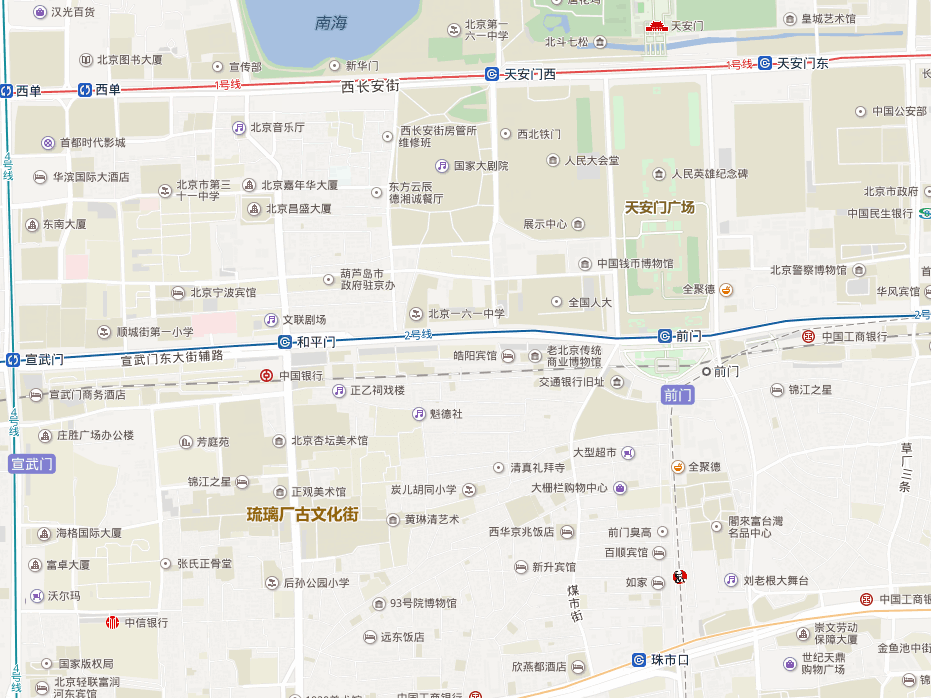 汉光百货
南海
北京第一
六一中学
天安门
皇城艺术馆
北斗七松
北京图书大厦
宣传部
新华门
1号线
天安门东
天安门西
1号线
西长安街
西单
西单
中国公安部
北京音乐厅
西长安街房管所
维修班
西北铁门
首都时代影城
4号线
国家大剧院
人民大会堂
人民英雄纪念碑
华滨国际大酒店
北京市第三
十一中学
北京嘉年华大厦
东方云辰
德湘诚餐厅
北京市政府
北京昌盛大厦
天安门广场
中国民生银行
东南大厦
展示中心
中国钱币博物馆
北京警察博物馆
首
葫芦岛市
政府驻京办
全聚德
华风宾馆
北京宁波宾馆
全国人大
北京一六一中学
文联剧场
2号
顺城街第一小学
2号线
前门
中国工商银行
和平门
宣武门
宣武门东大街辅路
皓阳宾馆
老北京传统
商业博物馆
前门
中国银行
交通银行旧址
正乙祠戏楼
锦江之星
宣武门商务酒店
前门
魁德社
4号线
庄胜广场办公楼
芳庭苑
北京杏坛美术馆
大型超市
草厂三条
宣武门
清真礼拜寺
全聚德
锦江之星
正观美术馆
炭儿胡同小学
大栅栏购物中心
琉璃厂古文化街
黄琳清艺术
閣來富台灣
名品中心
海格国际大厦
西华京兆饭店
前门臭高
百顺宾馆
富卓大厦
张氏正骨堂
新升宾馆
后孙公园小学
如家
刘老根大舞台
沃尔玛
煤市街
93号院博物馆
中国工商银
中信银行
崇文劳动
保障大厦
远东饭店
金鱼池中街
国家版权局
欣燕都酒店
珠市口
世纪天鼎
购物广场
4号线
北京轻联富润
河东宾馆
锦
中国工商银行